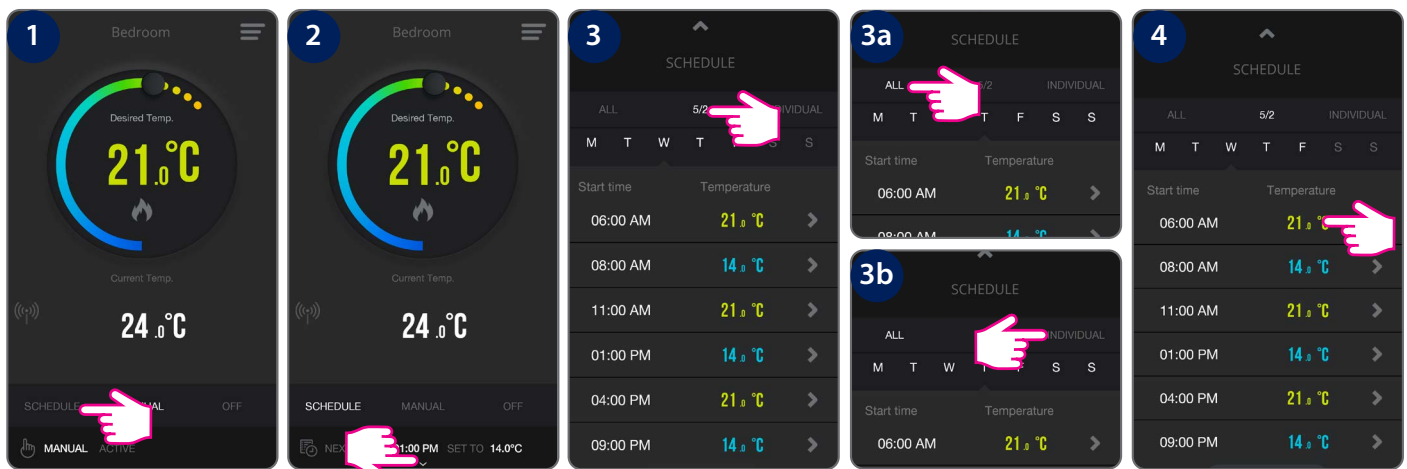 1
Bedroom
Desired Temp.
21.0°C
Current Temp.
24.0°C
SCHEDULE OFF
MANUAL ACTIVE
2
Bedroom
Desired Temp.
21.0°C
Current Temp.
24.0°C
SCHEDULE MANUAL OFF
01:00 PM SET TO 14.0°C
3
SCHEDULE
ALL 5/2
M T W T S S
Start time Temperature
06:00 AM 21.0 °C
08:00 AM 14.0 °C
11:00 AM 21.0 °C
01:00 PM 14.0 °C
04:00 PM 21.0 °C
09:00 PM 14.0 °C
3a
SCHEDULE
ALL 5/2 INDIVIDUAL
M T T F S S
Start time Temperature
06:00 AM 21.0 °C
08:00 AM 14.0 °C
3b
SCHEDULE
ALL INDIVIDUAL
M T W T F S S
Start time Temperature
06:00 AM 21.0 °C
4
SCHEDULE
ALL 5/2 INDIVIDUAL
M T W T F S S
Start time Temperature
06:00 AM 21.0 °C
08:00 AM 14.0 °C
11:00 AM 21.0 °C
01:00 PM 14.0 °C
04:00 PM 21.0 °C
09:00 PM 14.0 °C